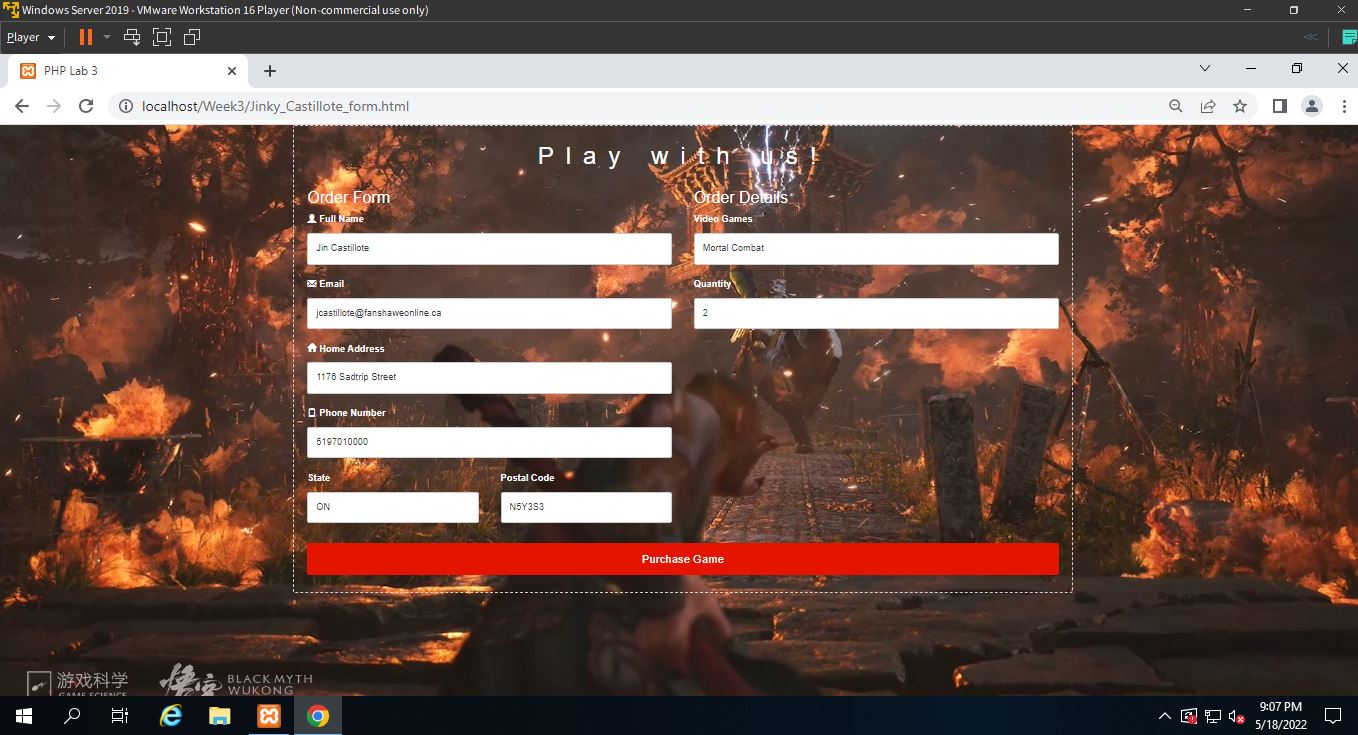 Windows Server 2019 - VMware Workstation 16 Player (Non-commercial use only)
Player
PHP Lab 3
localhost/Week3/Jinky_Castillote_form.html
Play with us!
Order Form
Full Name
Jin Castillote
Email
jcastillote@fanshaweonline.ca
Home Address
1176 Sadtrip Street
Phone Number
5197010000
State
Postal Code
ON
N5Y3S3
Order Details
Video Games
Mortal Combat
Quantity
2
Purchase Game
游戏科学
GAME SCIENCE
悟空
BLACK MYTH
WUKONG
9:07 PM
5/18/2022